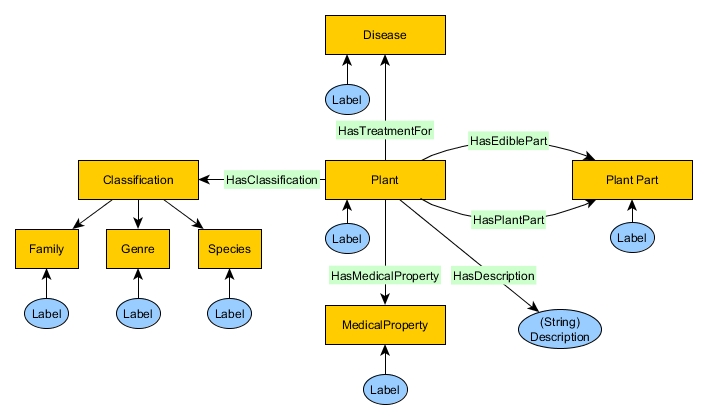 Disease
Label
HasTreatmentFor
HasEdiblePart
Classification
HasClassification
Plant
Plant Part
HasPlantPart
Label
Label
Family
Genre
Species
HasMedicalProperty
HasDescription
Label
Label
Label
MedicalProperty
(String)
Description
Label